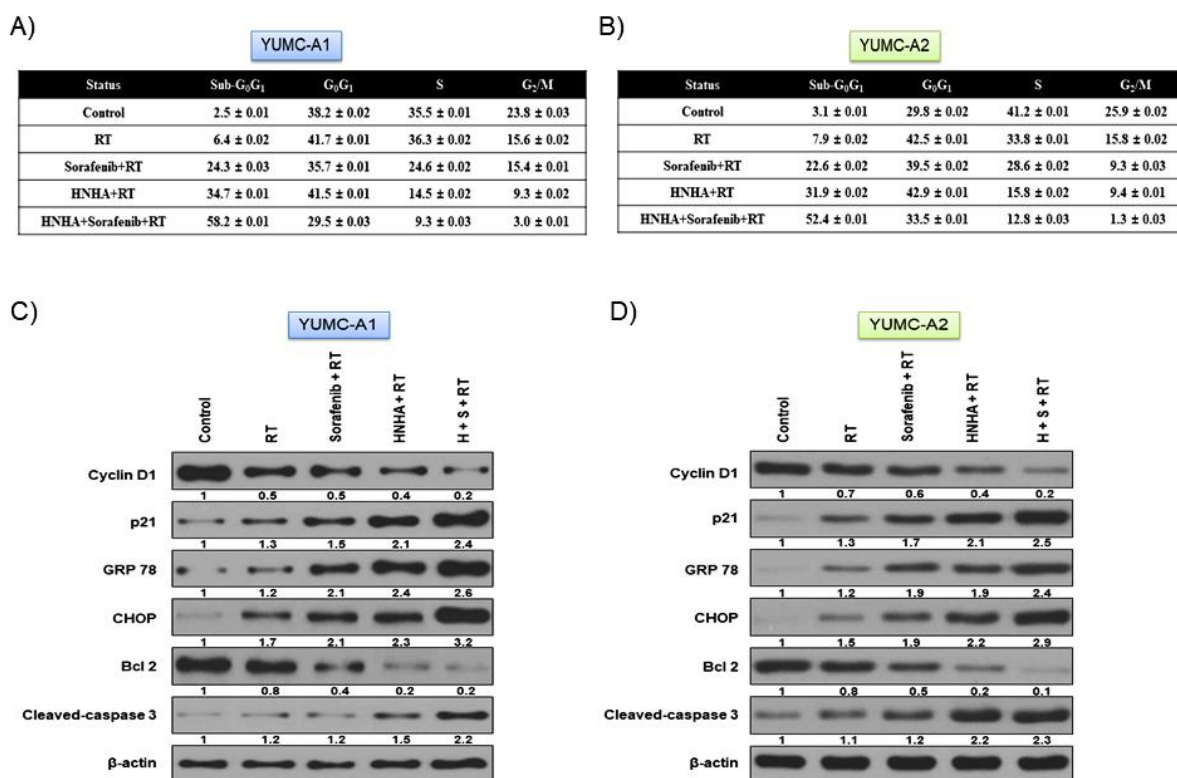 A)
YUMC-A1
Status Sub-G₀G₁ G₀G₁ S G₂/M
Control 2.5 ± 0.01 38.2 ± 0.02 35.5 ± 0.01 23.8 ± 0.03
RT 6.4 ± 0.02 41.7 ± 0.01 36.3 ± 0.02 15.6 ± 0.02
Sorafenib+RT 24.3 ± 0.03 35.7 ± 0.01 24.6 ± 0.02 15.4 ± 0.01
HNHA+RT 34.7 ± 0.01 41.5 ± 0.01 14.5 ± 0.02 9.3 ± 0.02
HNHA+Sorafenib+RT 58.2 ± 0.01 29.5 ± 0.03 9.3 ± 0.03 3.0 ± 0.01
B)
YUMC-A2
Status Sub-G₀G₁ G₀G₁ S G₂/M
Control 3.1 ± 0.01 29.8 ± 0.02 41.2 ± 0.01 25.9 ± 0.02
RT 7.9 ± 0.02 42.5 ± 0.01 33.8 ± 0.01 15.8 ± 0.02
Sorafenib+RT 22.6 ± 0.02 39.5 ± 0.02 28.6 ± 0.02 9.3 ± 0.03
HNHA+RT 31.9 ± 0.02 42.9 ± 0.01 15.8 ± 0.02 9.4 ± 0.01
HNHA+Sorafenib+RT 52.4 ± 0.01 33.5 ± 0.01 12.8 ± 0.03 1.3 ± 0.03
C)
YUMC-A1
Control
RT
Sorafenib + RT
HNHA + RT
H + S + RT
Cyclin D1
1 0.5 0.5 0.4 0.2
p21
1 1.3 1.5 2.1 2.4
GRP 78
1 1.2 2.1 2.4 2.6
CHOP
1 1.7 2.1 2.3 3.2
Bcl 2
1 0.8 0.4 0.2 0.2
Cleaved-caspase 3
1 1.2 1.2 1.5 2.2
β-actin
D)
YUMC-A2
Control
RT
Sorafenib + RT
HNHA + RT
H + S + RT
Cyclin D1
1 0.7 0.6 0.4 0.2
p21
1 1.3 1.7 2.1 2.5
GRP 78
1 1.2 1.9 1.9 2.4
CHOP
1 1.5 1.9 2.2 2.9
Bcl 2
1 0.8 0.5 0.2 0.1
Cleaved-caspase 3
1 1.1 1.2 2.2 2.3
β-actin